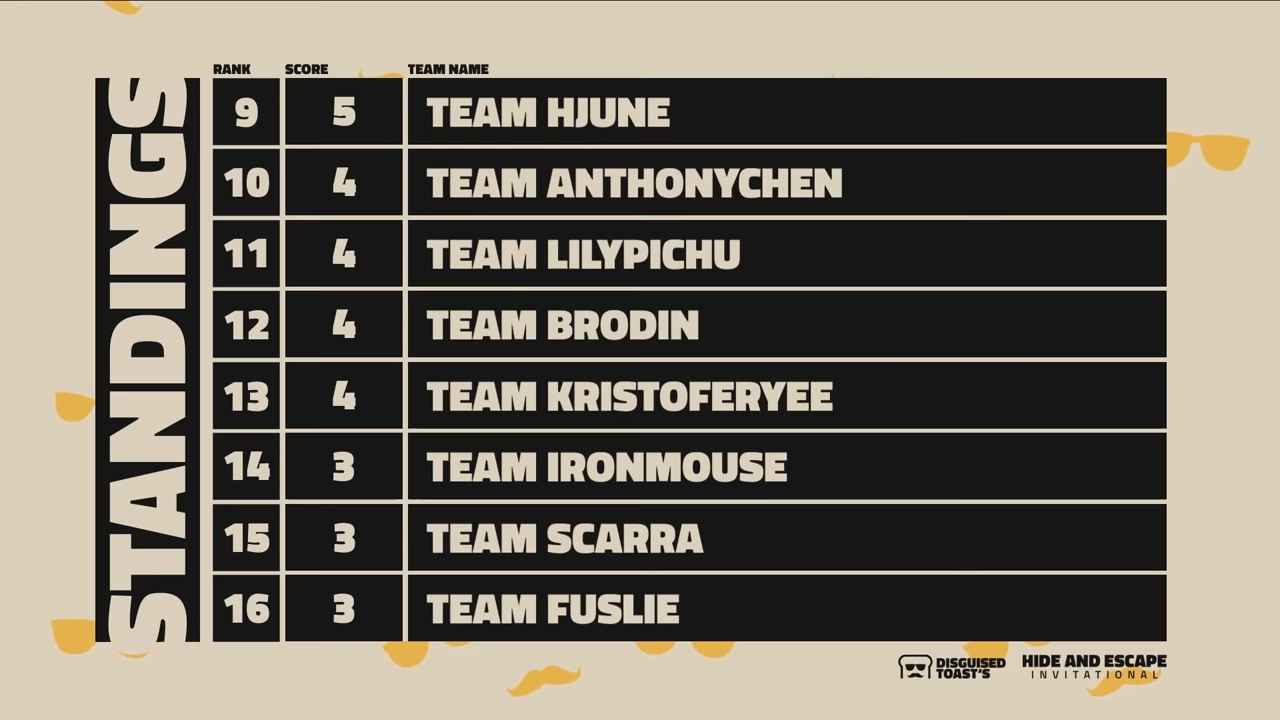 STANDINGS
RANK SCORE TEAM NAME
9 5 TEAM HJUNE
10 4 TEAM ANTHONYCHEN
11 4 TEAM LILYPICHU
12 4 TEAM BRODIN
13 4 TEAM KRISTOFERYEE
14 3 TEAM IRONMOUSE
15 3 TEAM SCARRA
16 3 TEAM FUSLIE
DISGUISED
TOAST'S
HIDE AND ESCAPE
INVITATIONAL